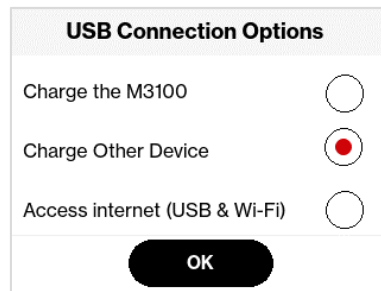 USB Connection Options
Charge the M3100
Charge Other Device
Access internet (USB & Wi-Fi)
OK